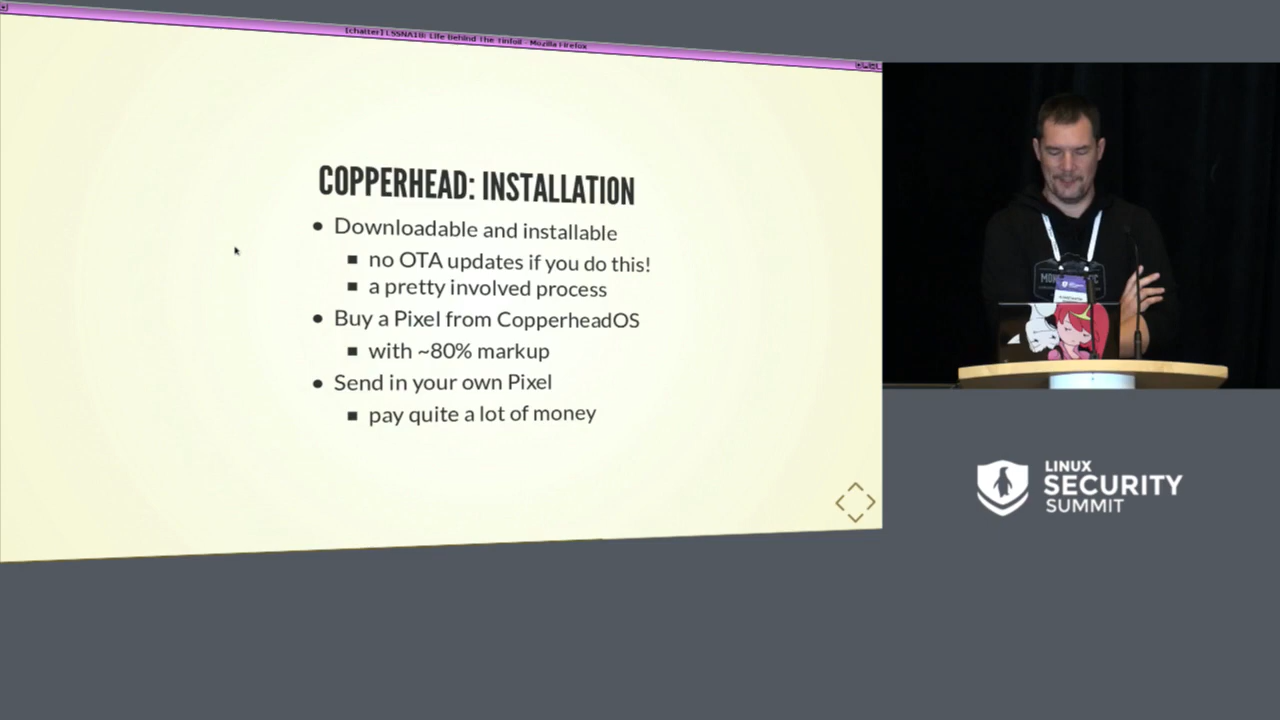 [chatter] LSSNA18: Life Behind The Tinfoil - Mozilla Firefox
COPPERHEAD: INSTALLATION
Downloadable and installable
no OTA updates if you do this!
a pretty involved process
Buy a Pixel from CopperheadOS
with ~80% markup
Send in your own Pixel
pay quite a lot of money
LINUX
SECURITY
SUMMIT